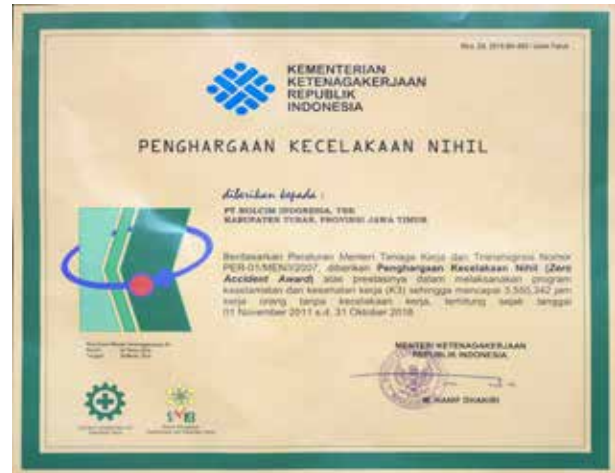 KEMENTERIAN
KETENAGAKERJAAN
REPUBLIK
INDONESIA
PENGHARGAAN KECELAKAAN NIHIL
diberikan kepada :
PT HOLCIM INDONESIA, TBK
KABUPATEN TUBAN, PROVINSI JAWA TIMUR
Berdasarkan Peraturan Menteri Tenaga Kerja dan Transmigrasi Nomor
PER-01/MEN/I/2007, diberikan Penghargaan Kecelakaan Nihil (Zero
Accident Award) atas prestasinya dalam melaksanakan program
keselamatan dan kesehatan kerja (K3) sehingga mencapai 3,550,342 jam
kerja orang tanpa kecelakaan kerja, terhitung sejak tanggal
01 November 2011 s.d. 31 Oktober
MENTERI KETENAGAKERJAAN
REPUBLIK INDONESIA
M. HANIF DHAKIRI